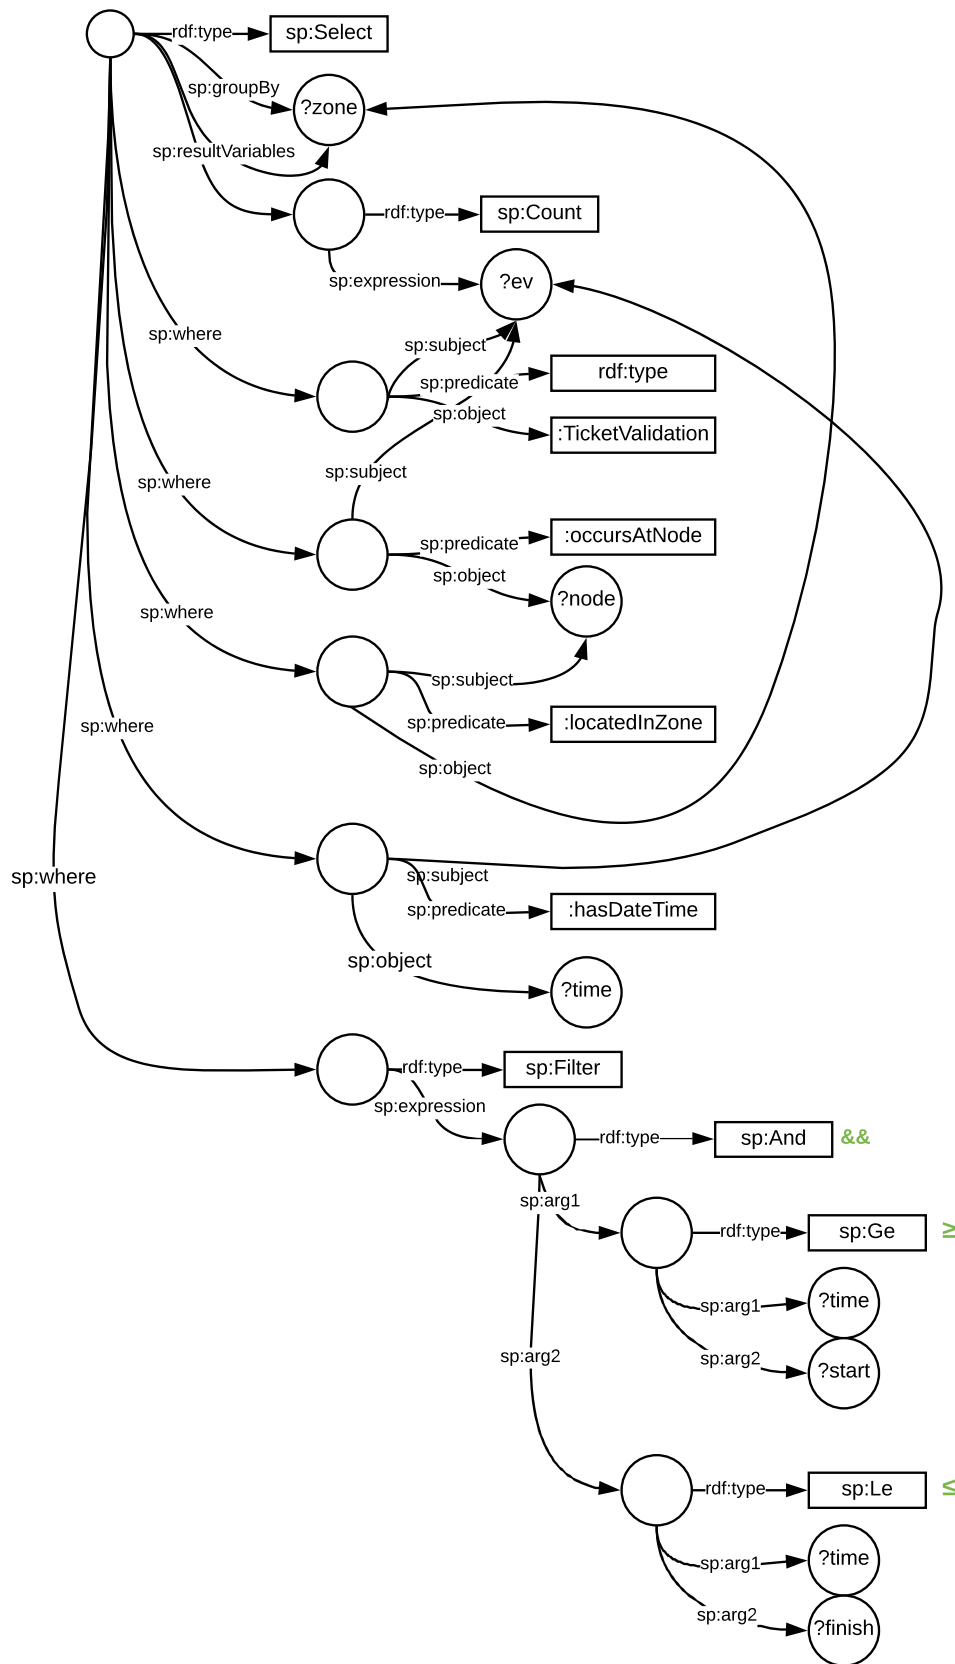 rdf:type
sp:Select
sp:groupBy
?zone
sp:resultVariables
rdf:type
sp:Count
sp:expression
?ev
sp:where
sp:subject
rdf:type
sp:predicate
sp:object
:TicketValidation
sp:where
sp:subject
sp:predicate
:occursAtNode
sp:object
?node
sp:where
sp:subject
sp:predicate
:locatedInZone
sp:where
sp:object
sp:where
sp:subject
sp:predicate
:hasDateTime
sp:object
?time
rdf:type
sp:Filter
sp:expression
rdf:type
sp:And
&&
sp:arg1
rdf:type
sp:Ge
≥
sp:arg1
?time
sp:arg2
sp:arg2
?start
rdf:type
sp:Le
≤
sp:arg1
?time
sp:arg2
?finish